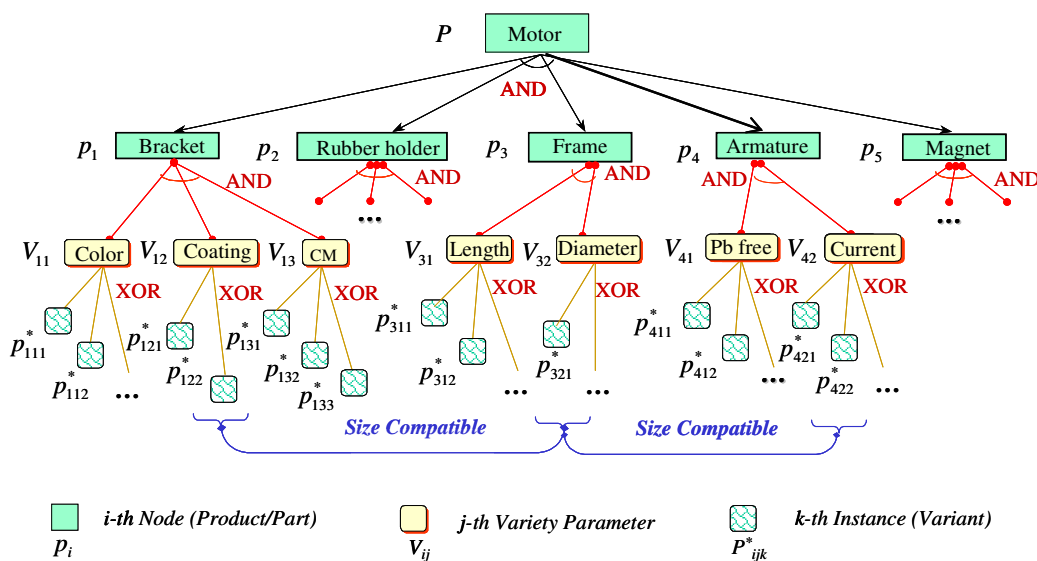 P Motor
AND
p1 Bracket p2 Rubber holder p3 Frame p4 Armature p5 Magnet
AND AND AND AND AND
... ...
V11 Color V12 Coating V13 CM V31 Length V32 Diameter V41 Pb free V42 Current
XOR XOR XOR XOR XOR XOR
p*111 p*121 p*131 p*311 p*411 p*421
p*112 p*122 p*132 p*312 p*321 p*412 p*422
... p*133 ... ... ... ...
Size Compatible Size Compatible
i-th Node (Product/Part) j-th Variety Parameter k-th Instance (Variant)
pi Vij P*ijk